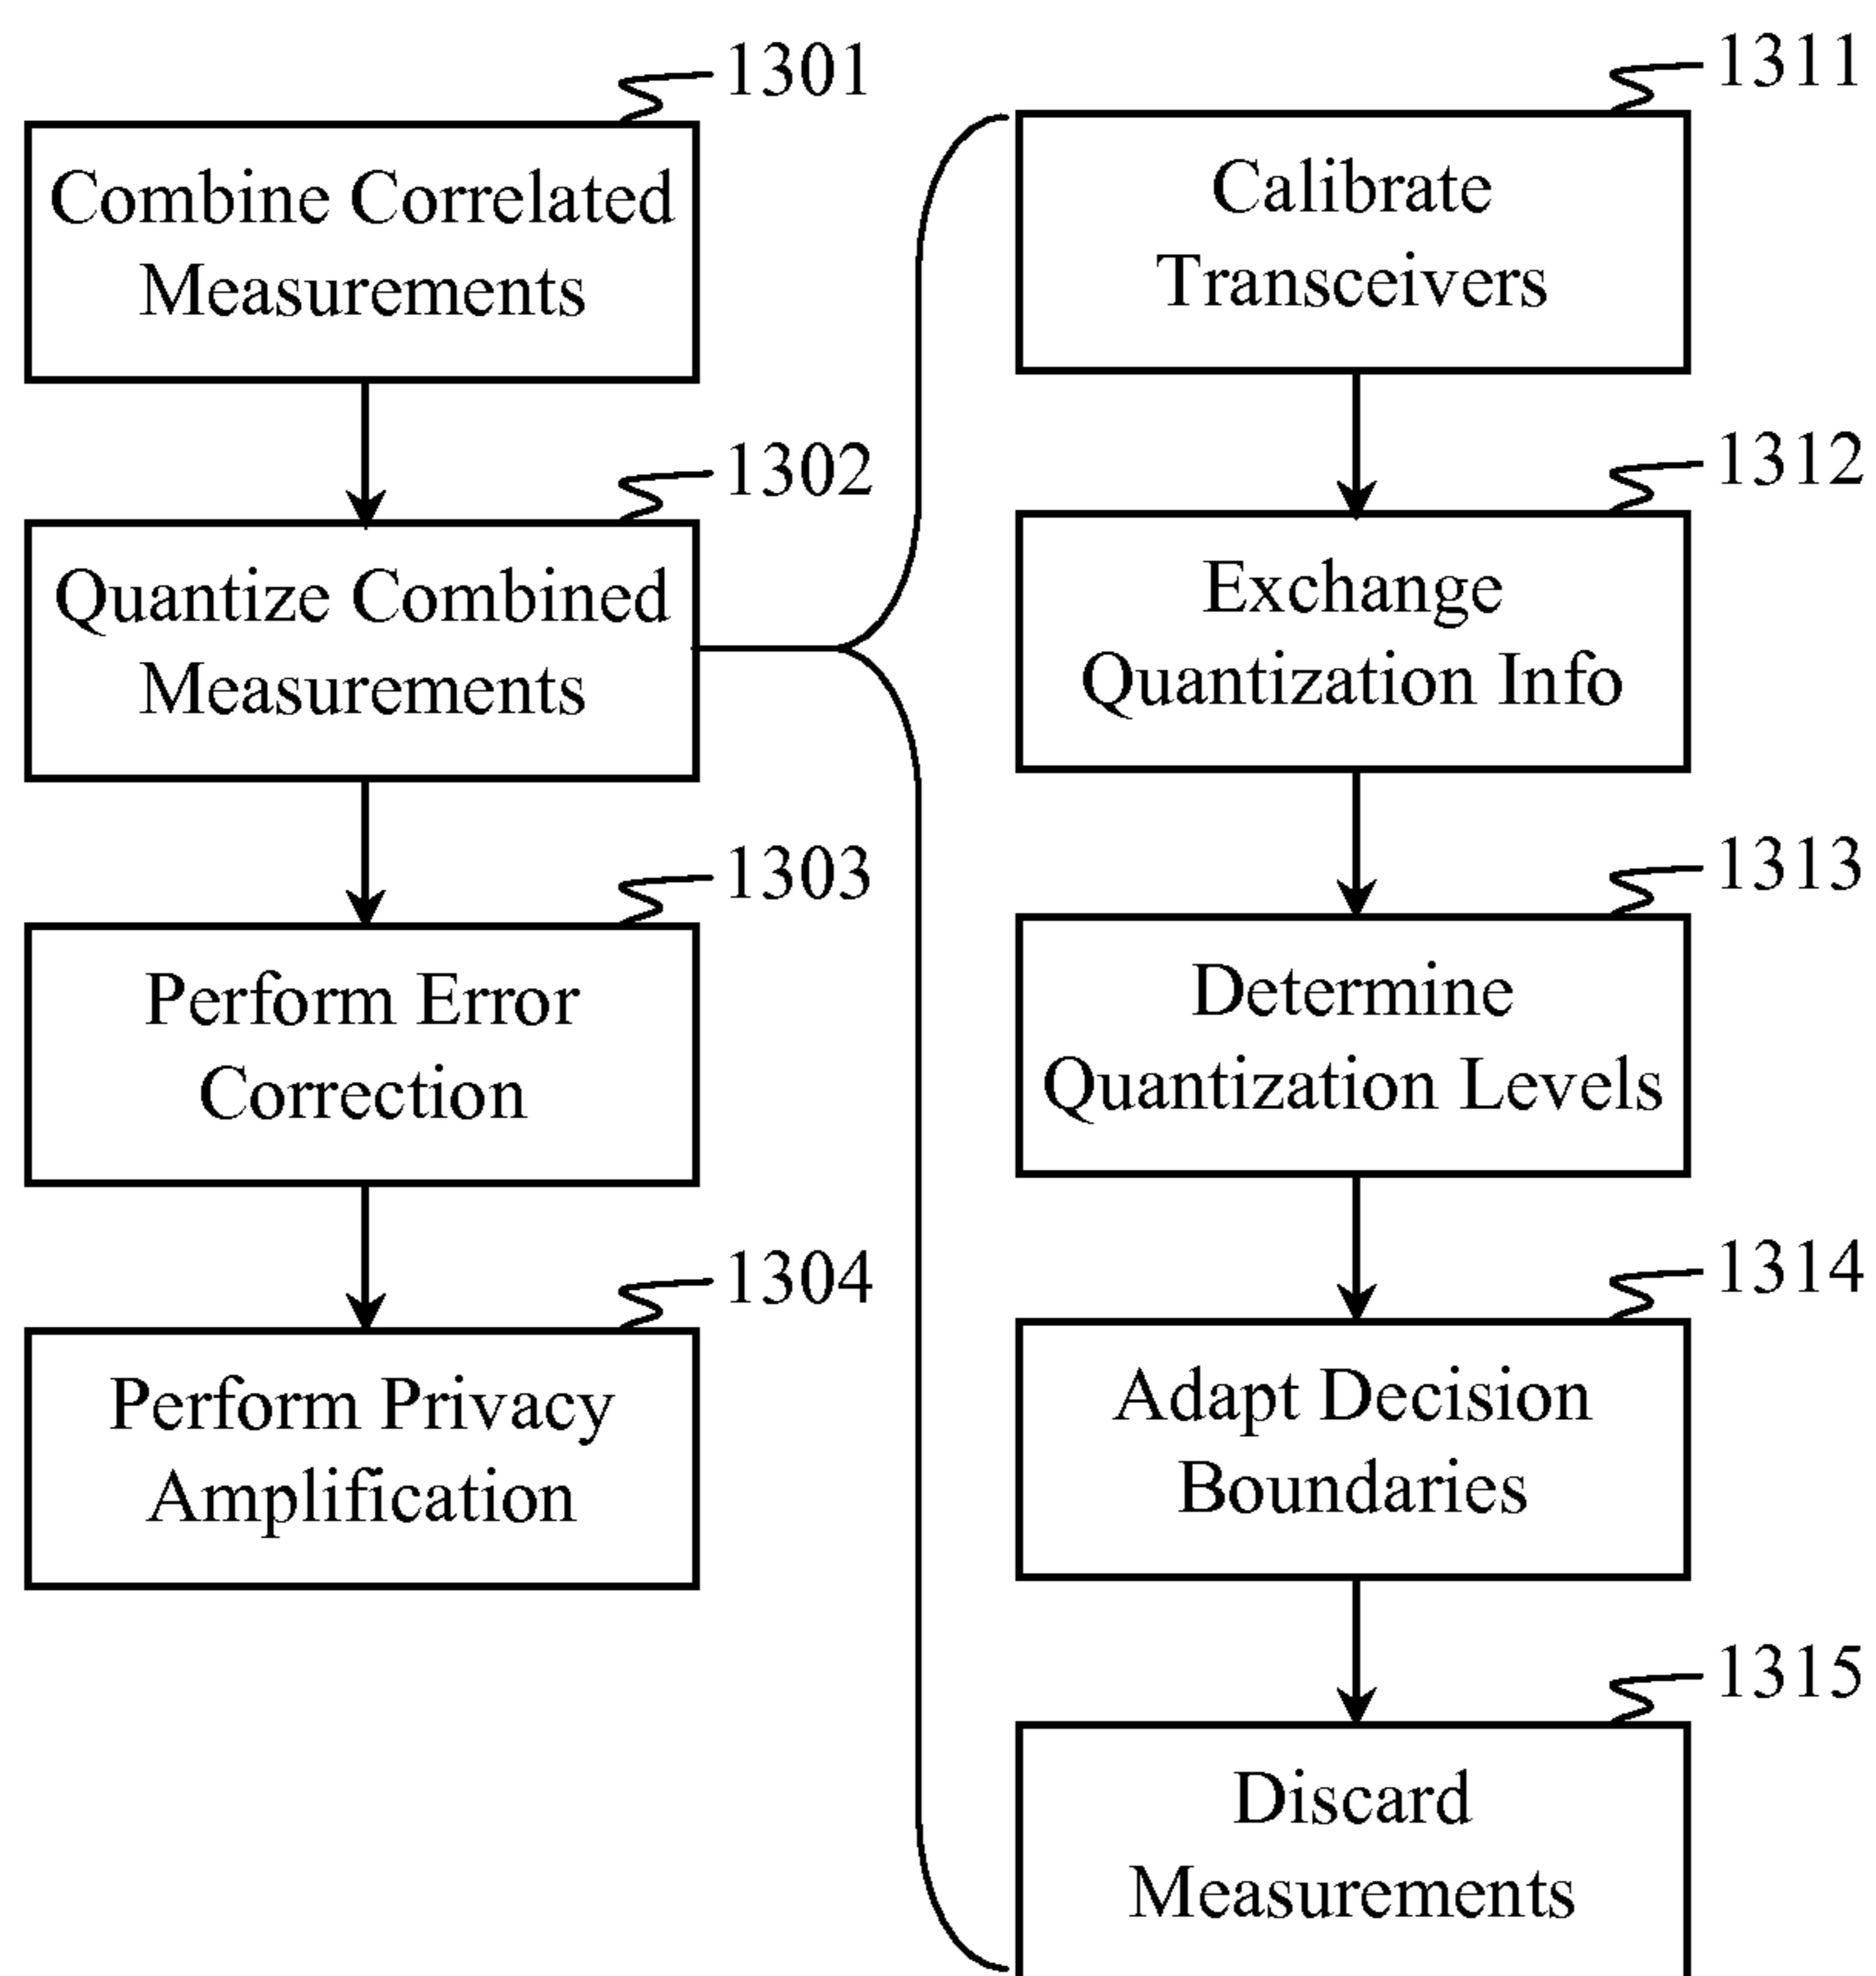 1301
Combine Correlated
Measurements
1302
Quantize Combined
Measurements
1303
Perform Error
Correction
1304
Perform Privacy
Amplification
1311
Calibrate
Transceivers
1312
Exchange
Quantization Info
1313
Determine
Quantization Levels
1314
Adapt Decision
Boundaries
1315
Discard
Measurements